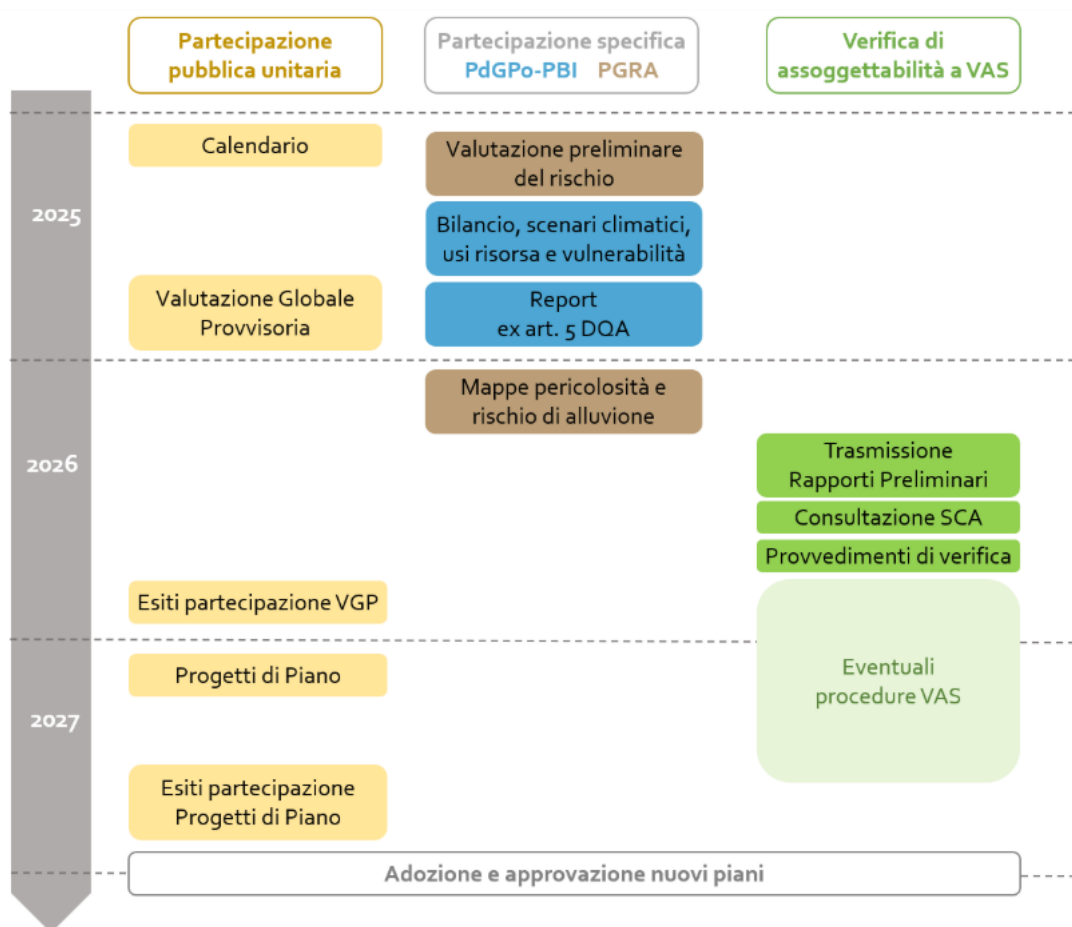 Partecipazione
pubblica unitaria
Partecipazione specifica
PdGPo-PBI PGRA
Verifica di
assoggettabilità a VAS
2025
Calendario
Valutazione preliminare
del rischio
Bilancio, scenari climatici,
usi risorsa e vulnerabilità
Valutazione Globale
Provvisoria
Report
ex art. 5 DQA
2026
Mappe pericolosità e
rischio di alluvione
Trasmissione
Rapporti Preliminari
Consultazione SCA
Provvedimenti di verifica
Esiti partecipazione VGP
Eventuali
procedure VAS
2027
Progetti di Piano
Esiti partecipazione
Progetti di Piano
Adozione e approvazione nuovi piani